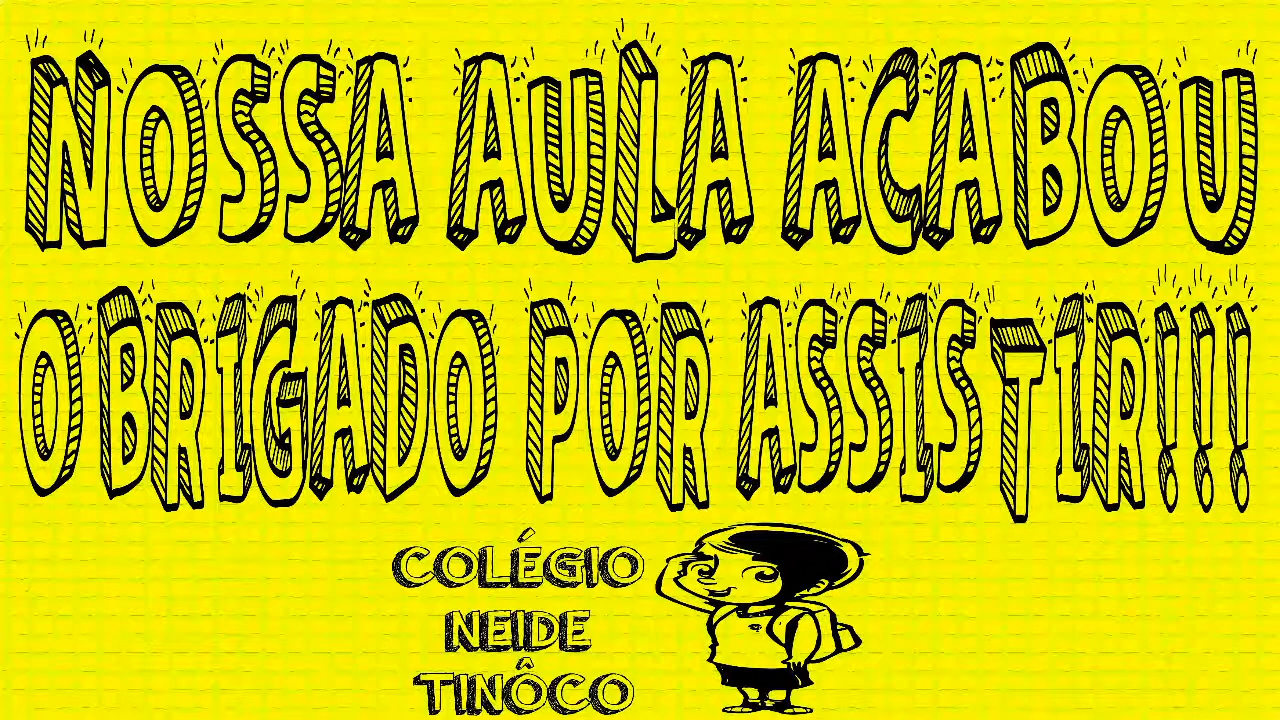 NOSSA AULA ACABOU
OBRIGADO POR ASSISTIR!!!
COLÉGIO
NEIDE
TINÔCO